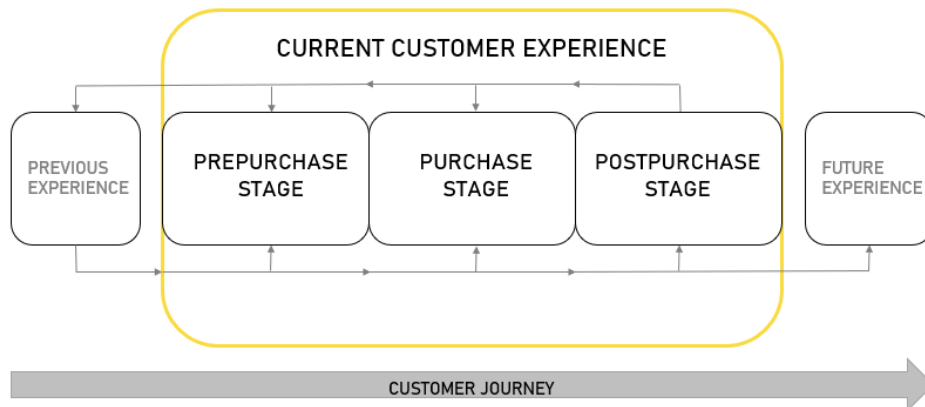 CURRENT CUSTOMER EXPERIENCE
PREVIOUS
EXPERIENCE
PREPURCHASE
STAGE
PURCHASE
STAGE
POSTPURCHASE
STAGE
FUTURE
EXPERIENCE
CUSTOMER JOURNEY